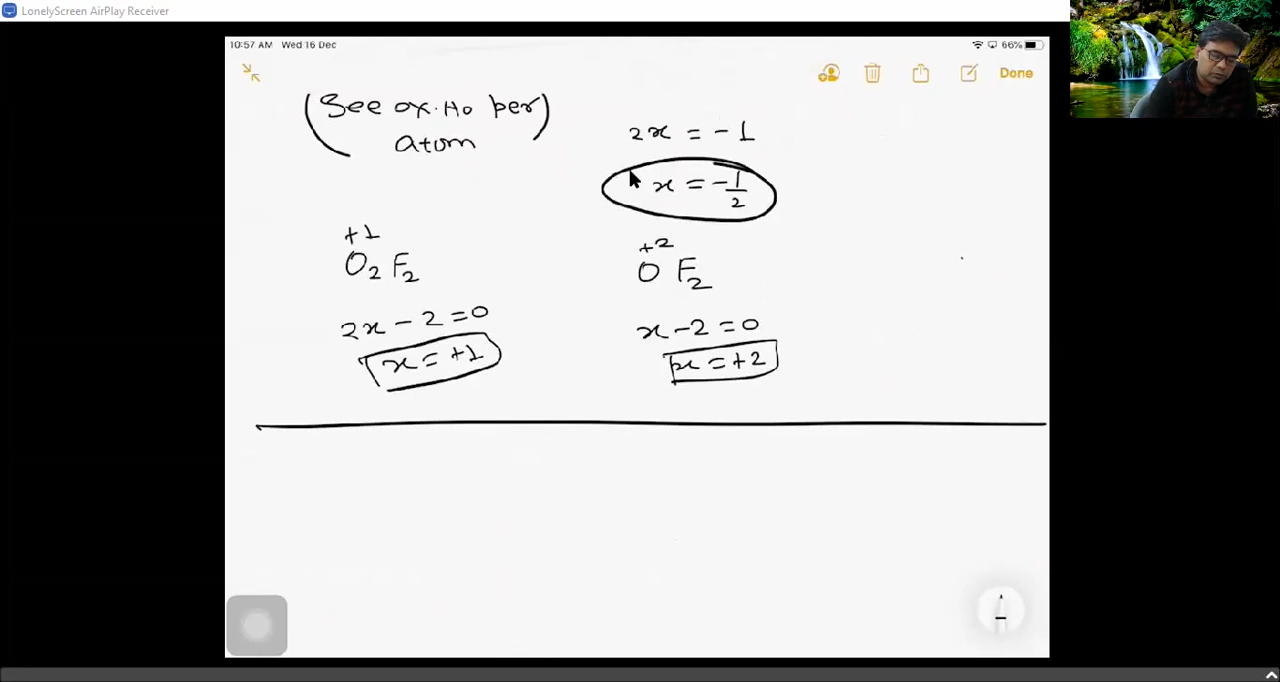 LonelyScreen AirPlay Receiver
10:57 AM Wed 16 Dec
66%
Done
(See ox.No per atom)
2x = -1
x = -1/2
+1
O2 F2
2x - 2 = 0
x = +1
+2
O F2
x - 2 = 0
x = +2